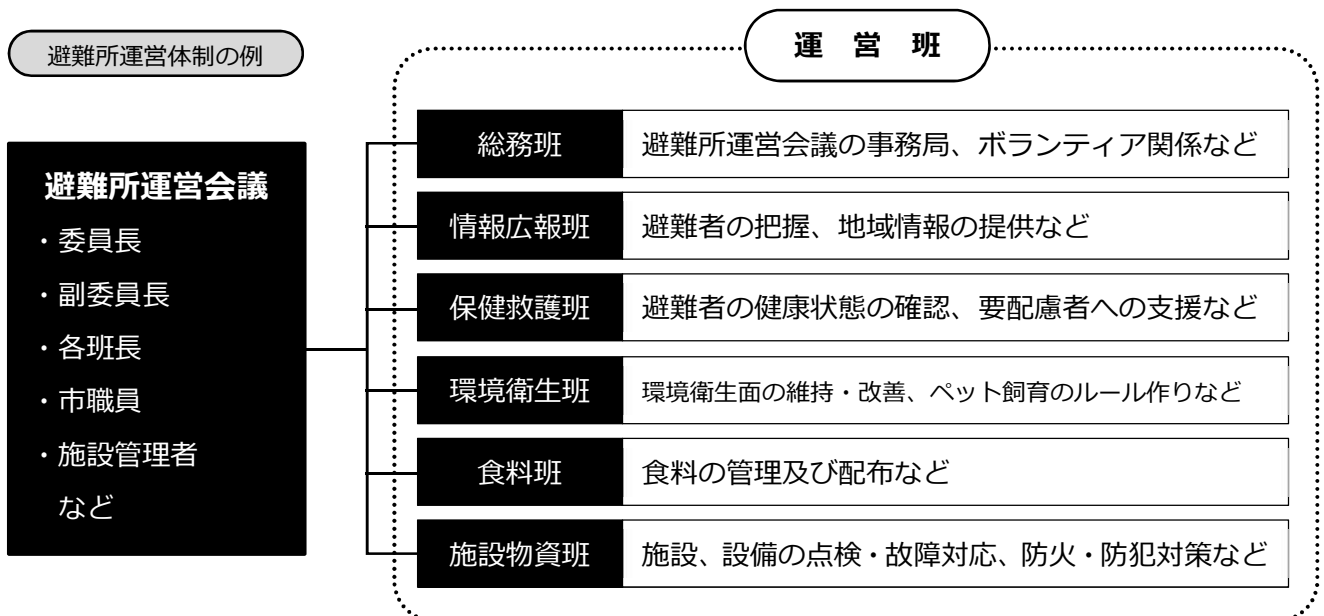 避難所運営体制の例
避難所運営会議
・委員長
・副委員長
・各班長
・市職員
・施設管理者
など
運営班
総務班 避難所運営会議の事務局、ボランティア関係など
情報広報班 避難者の把握、地域情報の提供など
保健救護班 避難者の健康状態の確認、要配慮者への支援など
環境衛生班 環境衛生面の維持・改善、ペット飼育のルール作りなど
食料班 食料の管理及び配布など
施設物資班 施設、設備の点検・故障対応、防火・防犯対策など